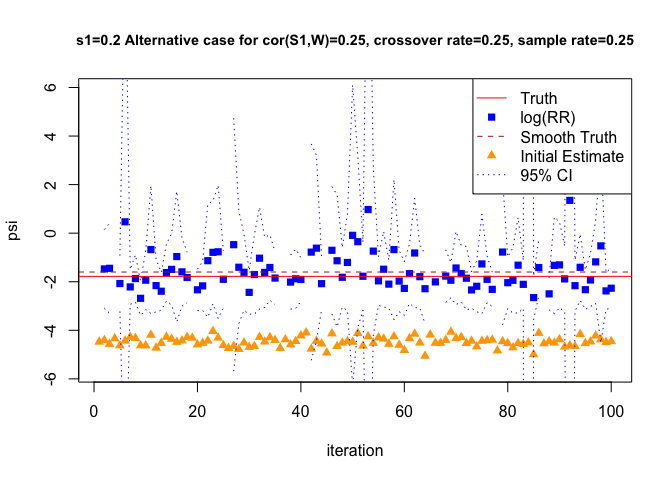 s1=0.2 Alternative case for cor(S1,W)=0.25, crossover rate=0.25, sample rate=0.25
Truth
log(RR)
Smooth Truth
Initial Estimate
95% CI
psi
6
4
2
0
-2
-4
-6
0 20 40 60 80 100
iteration